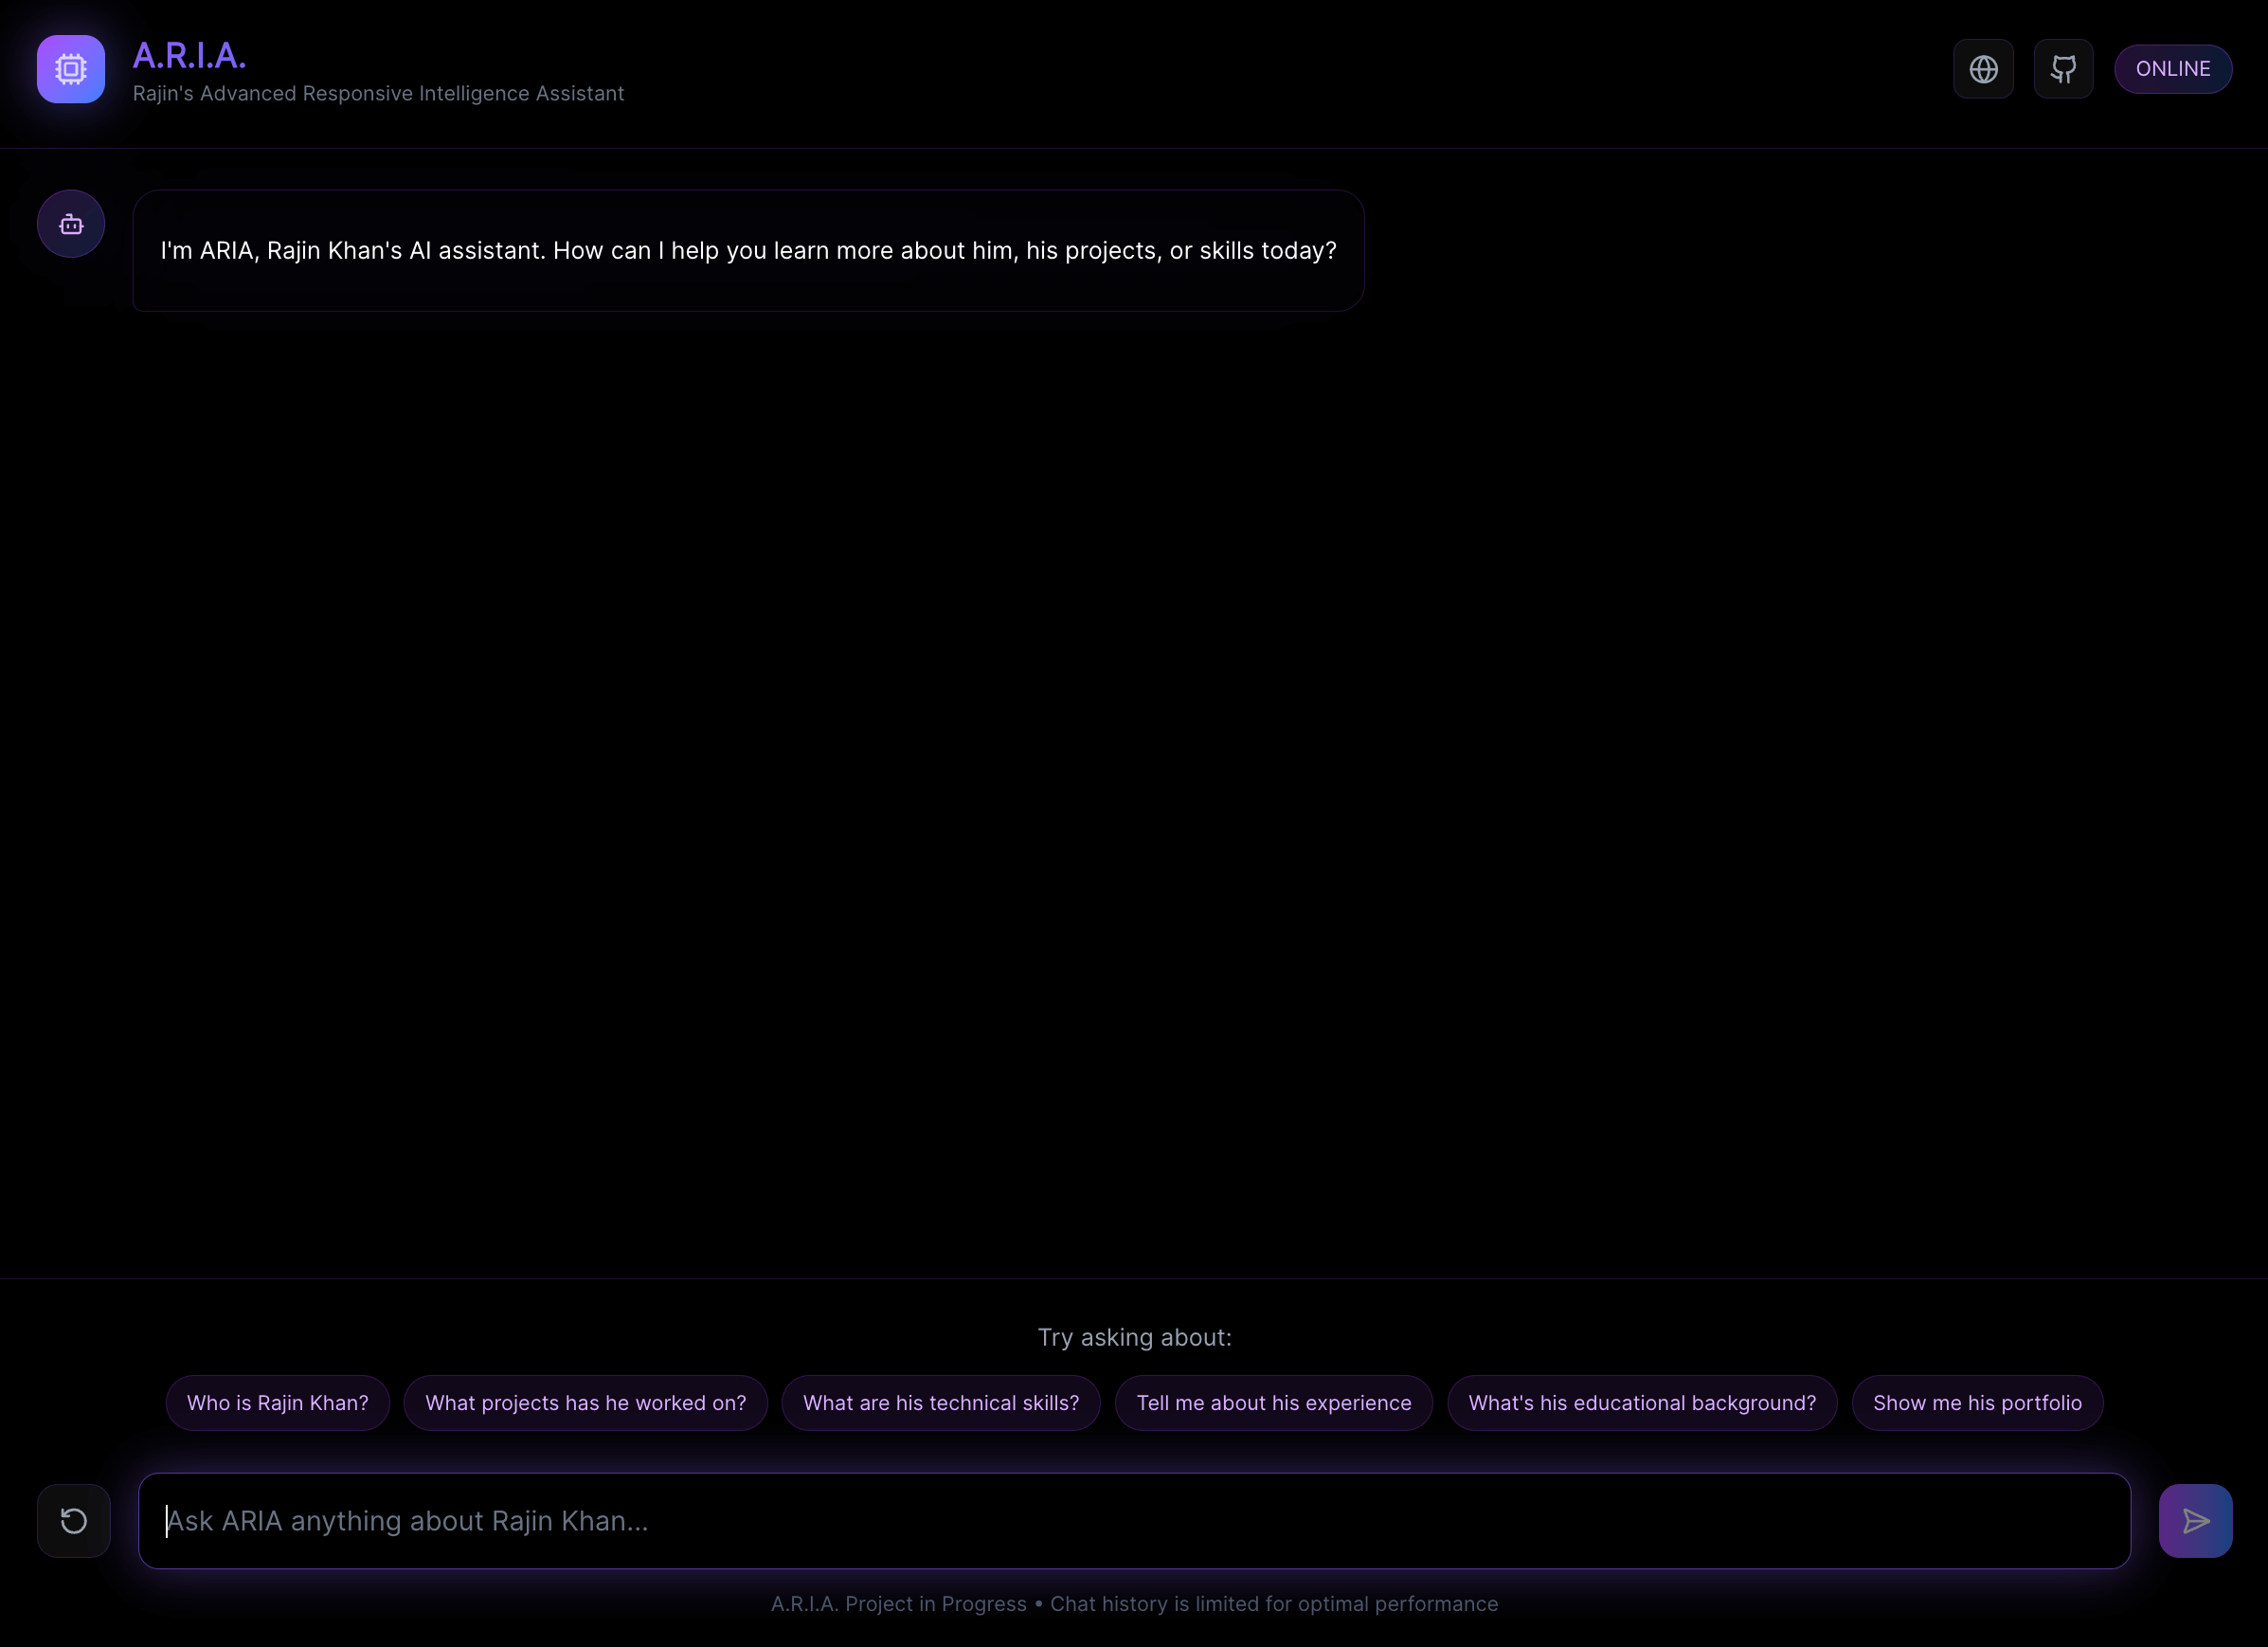 A.R.I.A.
Rajin's Advanced Responsive Intelligence Assistant
ONLINE
I'm ARIA, Rajin Khan's AI assistant. How can I help you learn more about him, his projects, or skills today?
Try asking about:
Who is Rajin Khan?
What projects has he worked on?
What are his technical skills?
Tell me about his experience
What's his educational background?
Show me his portfolio
Ask ARIA anything about Rajin Khan...
A.R.I.A. Project in Progress • Chat history is limited for optimal performance